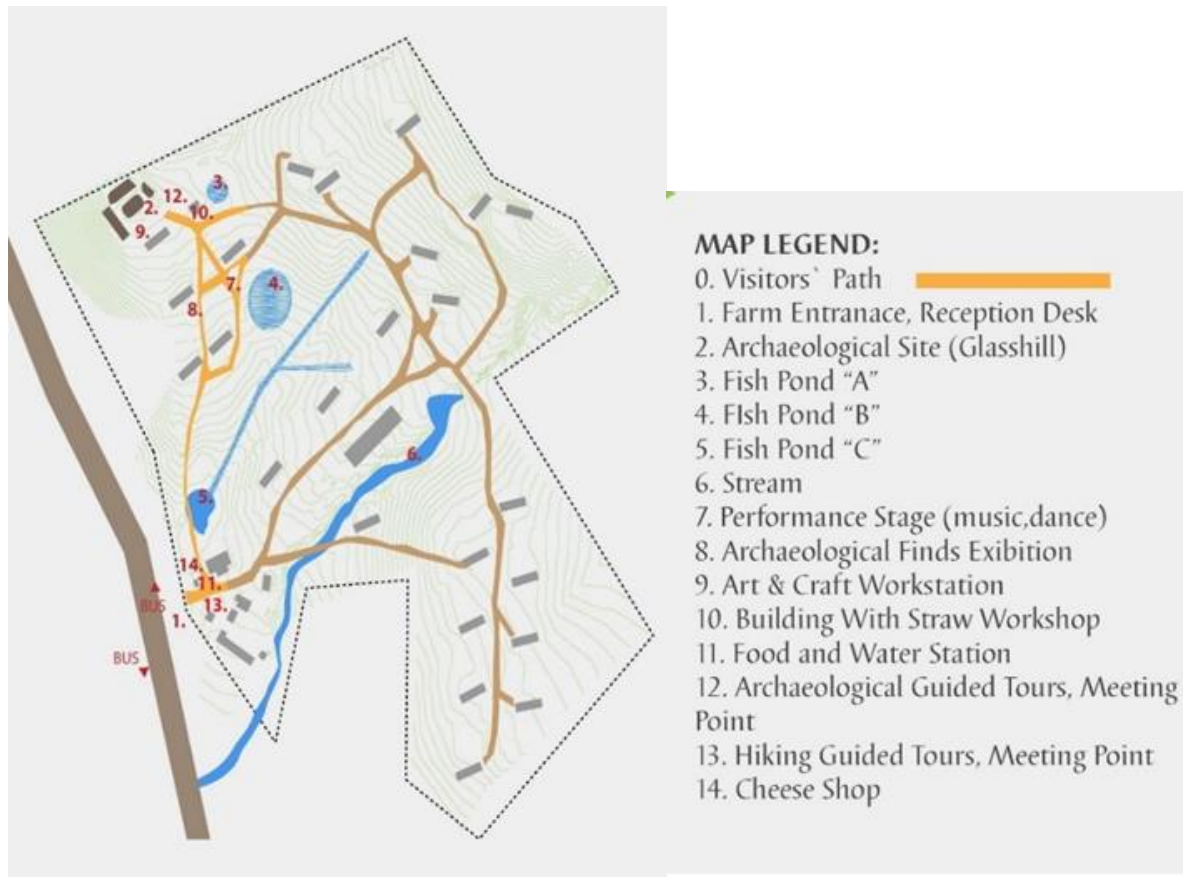 3.
12.
2.
10.
9.
7.
4.
8.
6.
5.
14.
11.
BUS
13.
1.
BUS
MAP LEGEND:
0. Visitors` Path
1. Farm Entranace, Reception Desk
2. Archaeological Site (Glasshill)
3. Fish Pond “A”
4. FIsh Pond “B”
5. Fish Pond “C”
6. Stream
7. Performance Stage (music,dance)
8. Archaeological Finds Exibition
9. Art & Craft Workstation
10. Building With Straw Workshop
11. Food and Water Station
12. Archaeological Guided Tours, Meeting
Point
13. Hiking Guided Tours, Meeting Point
14. Cheese Shop